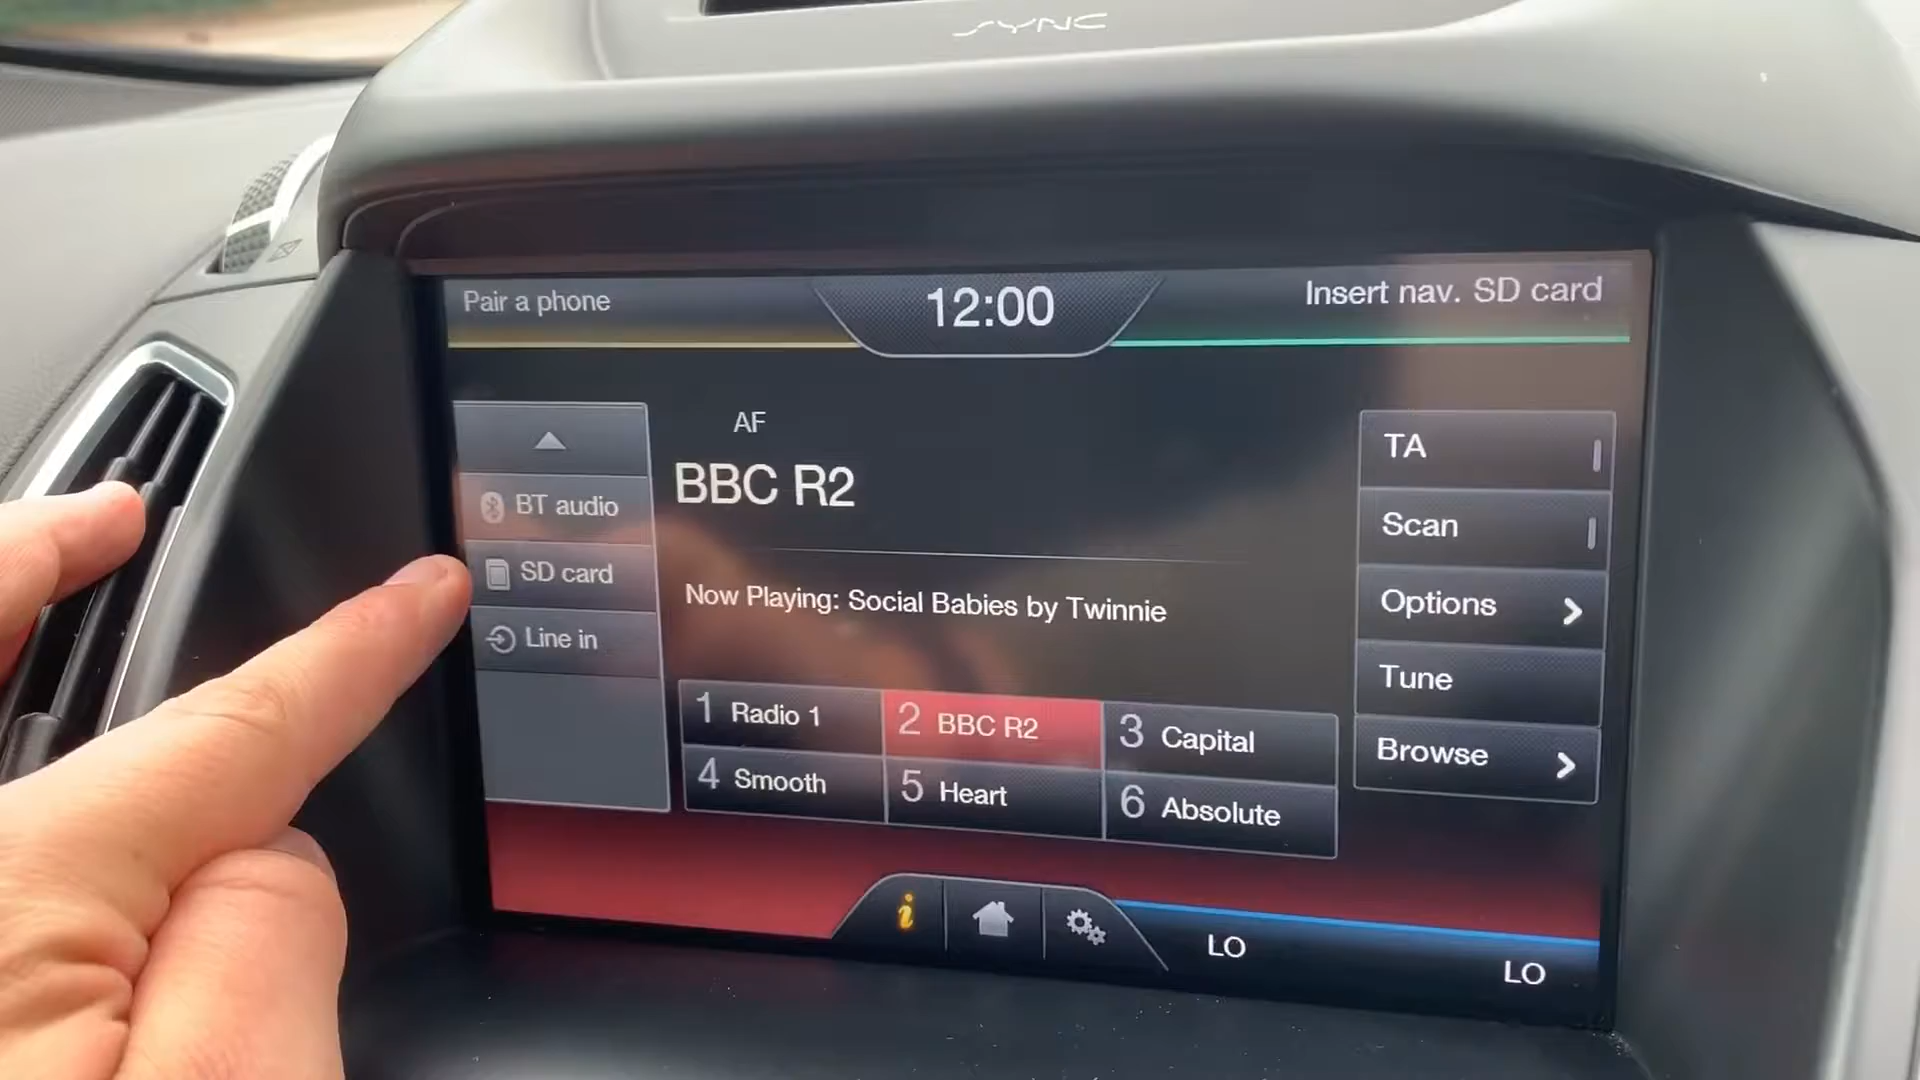 SYNC
Pair a phone
12:00
Insert nav. SD card
AF
BBC R2
BT audio
SD card
Line in
Now Playing: Social Babies by Twinnie
1 Radio 1
2 BBC R2
3 Capital
4 Smooth
5 Heart
6 Absolute
TA
Scan
Options
Tune
Browse
i
LO
LO